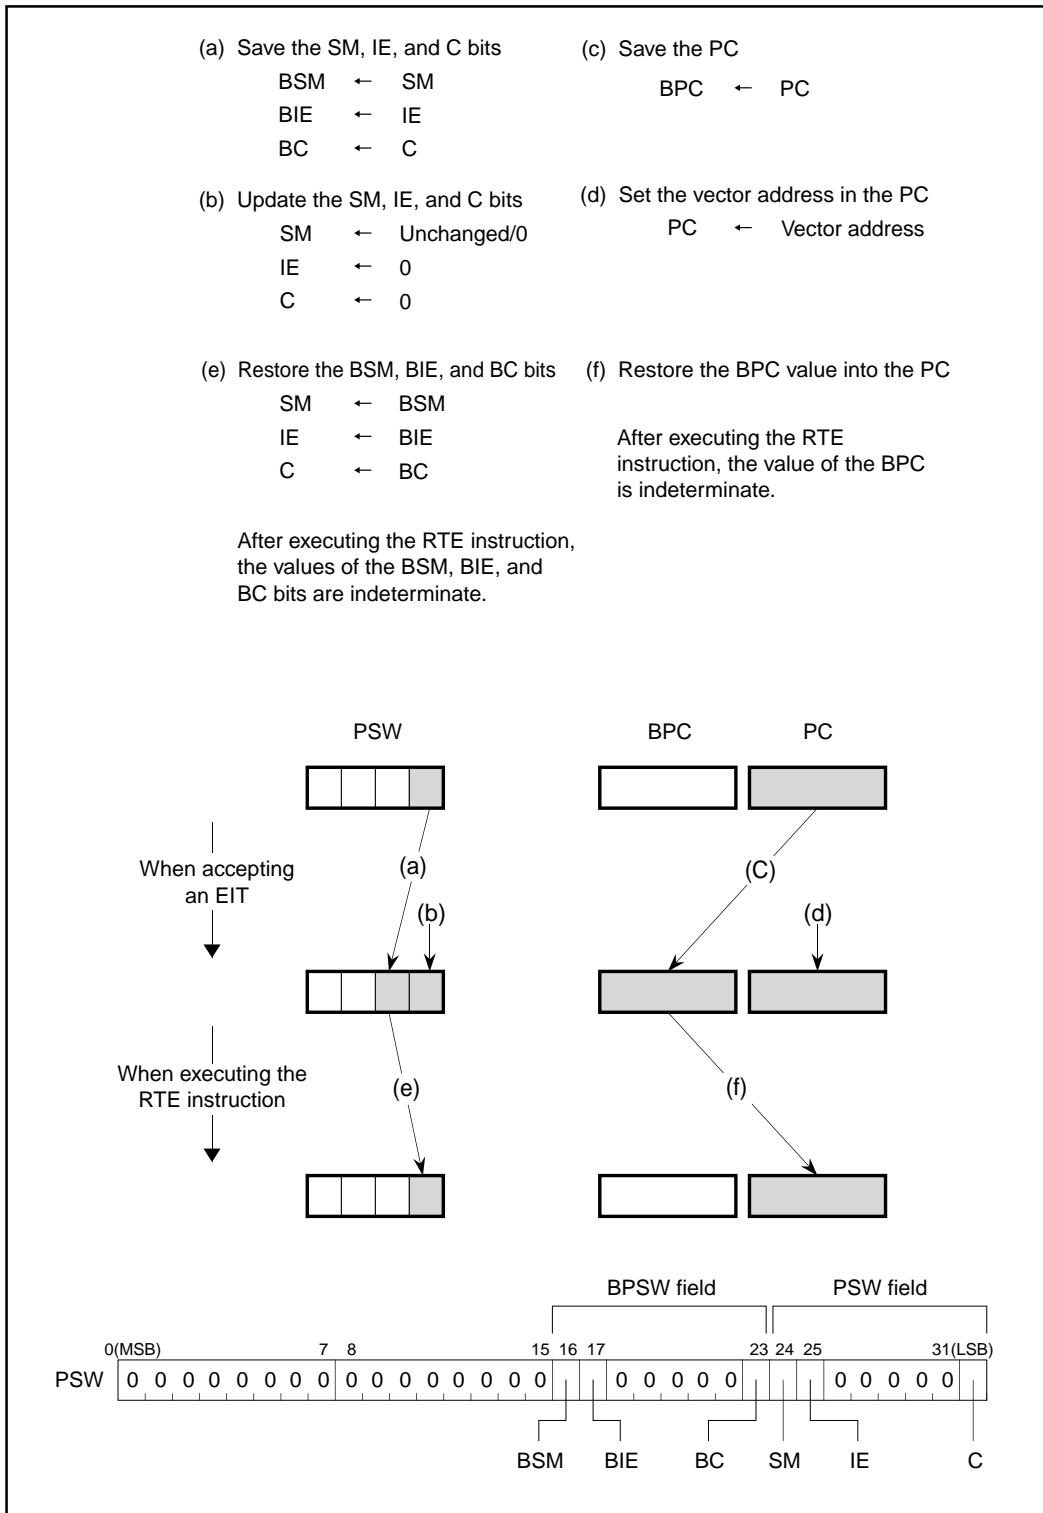 (a) Save the SM, IE, and C bits
BSM ← SM
BIE ← IE
BC ← C
(c) Save the PC
BPC ← PC
(b) Update the SM, IE, and C bits
SM ← Unchanged/0
IE ← 0
C ← 0
(d) Set the vector address in the PC
PC ← Vector address
(e) Restore the BSM, BIE, and BC bits
SM ← BSM
IE ← BIE
C ← BC
After executing the RTE instruction,
the values of the BSM, BIE, and
BC bits are indeterminate.
(f) Restore the BPC value into the PC
After executing the RTE
instruction, the value of the BPC
is indeterminate.
PSW BPC PC
When accepting
an EIT
(a) (C)
(b) (d)
When executing the
RTE instruction
(e) (f)
BPSW field PSW field
0(MSB) 7 8 15 16 17 23 24 25 31(LSB)
PSW 0 0 0 0 0 0 0 0 0 0 0 0 0 0 0 0 0 0 0 0 0 0 0 0 0 0
BSM BIE BC SM IE C